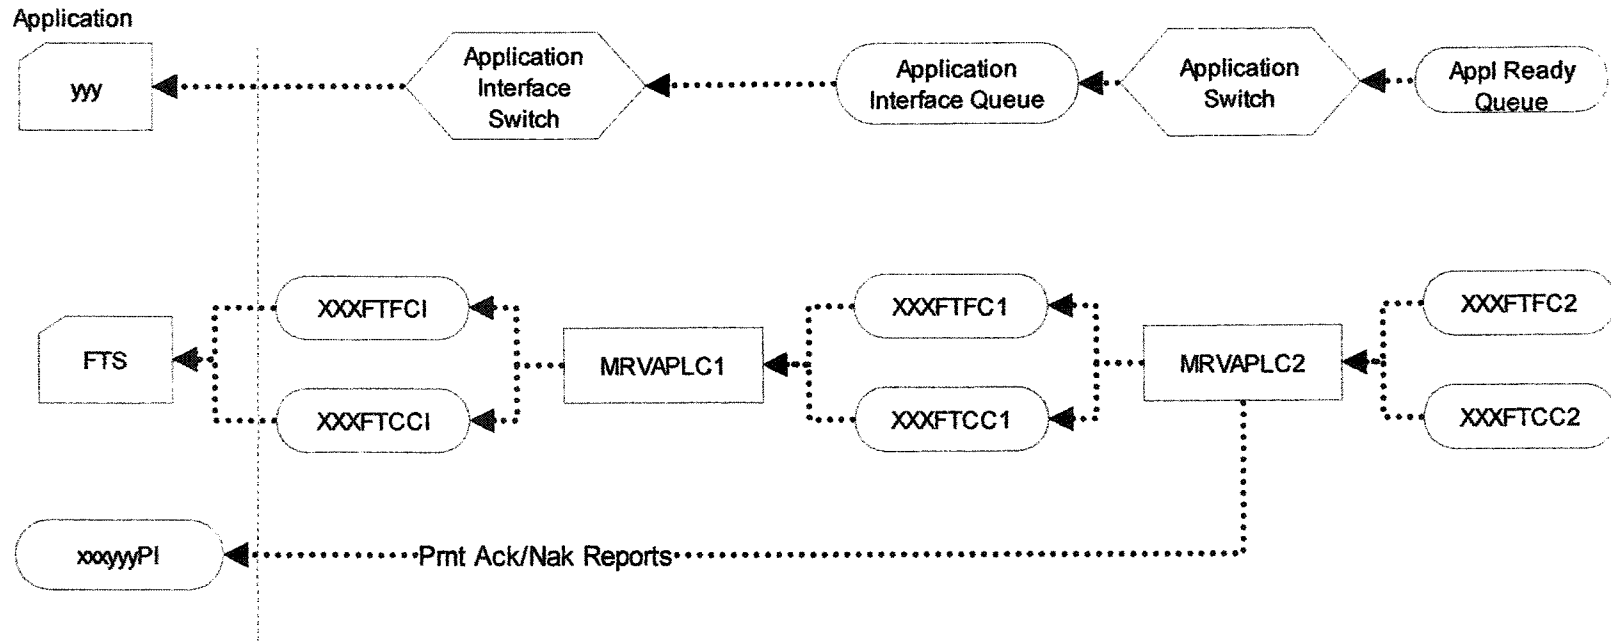 Application
yyy
Application
Interface
Switch
Application
Interface Queue
Application
Switch
Appl Ready
Queue
XXXFTFCI
XXXFTFC1
XXXFTFC2
FTS
MRVAPLC1
MRVAPLC2
XXXFTCCI
XXXFTCC1
XXXFTCC2
xxxyyyPI
Prnt Ack/Nak Reports